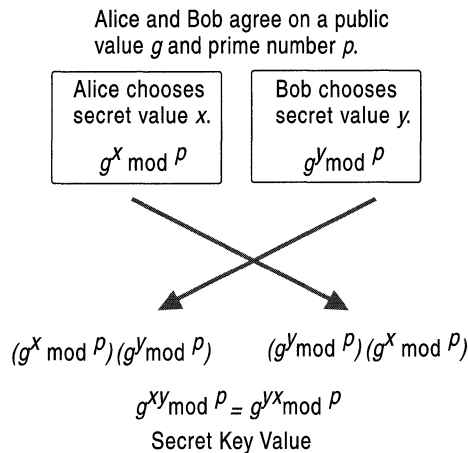 Alice and Bob agree on a public
value g and prime number p.
Alice chooses
secret value x.
g^x mod p
Bob chooses
secret value y.
g^y mod p
(g^x mod p)(g^y mod p)
(g^y mod p)(g^x mod p)
g^xy mod p = g^yx mod p
Secret Key Value